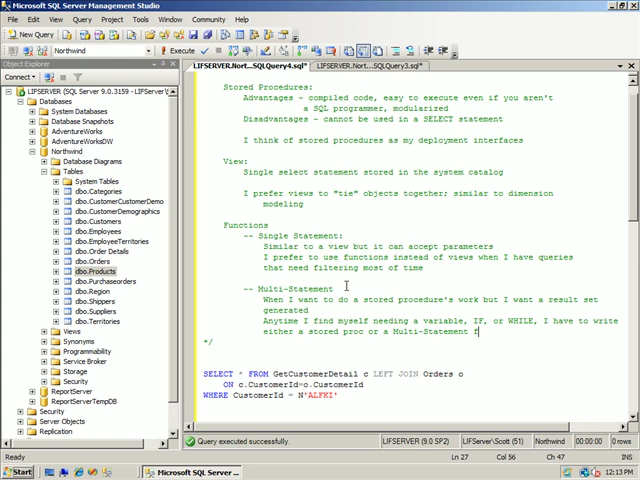 Microsoft SQL Server Management Studio
File Edit View Query Project Tools Window Community Help
New Query
Northwind Execute
Object Explorer
LIFSERVER.Nort...SQLQuery4.sql* LIFSERVER.Nort...SQLQuery3.sql*
Connect
LIFSERVER (SQL Server 9.0.3159 - LIFServer\
Databases
System Databases
Database Snapshots
AdventureWorks
AdventureWorksDW
Northwind
Database Diagrams
Tables
System Tables
dbo.Categories
dbo.CustomerCustomerDemo
dbo.CustomerDemographics
dbo.Customers
dbo.Employees
dbo.EmployeeTerritories
dbo.Order Details
dbo.Orders
dbo.Products
dbo.Purchaseorders
dbo.Region
dbo.Shippers
dbo.Suppliers
dbo.Territories
Views
Synonyms
Programmability
Service Broker
Storage
Security
ReportServer
ReportServerTempDB
Security
Server Objects
Replication
Stored Procedures:
Advantages - compiled code, easy to execute even if you aren't
a SQL programmer, modularized
Disadvantages - cannot be used in a SELECT statement
I think of stored procedures as my deployment interfaces
View:
Single select statement stored in the system catalog
I prefer views to "tie" objects together; similar to dimension
modeling
Functions
-- Single Statement:
Similar to a view but it can accept parameters
I prefer to use functions instead of views when I have queries
that need filtering most of time
-- Multi-Statement
When I want to do a stored procedure's work but I want a result set
generated
Anytime I find myself needing a variable, IF, or WHILE, I have to write
either a stored proc or a Multi-Statement f
*/
SELECT * FROM GetCustomerDetail c LEFT JOIN Orders o
ON c.CustomerId=o.CustomerId
WHERE CustomerId = N'ALFKI'
Query executed successfully. LIFSERVER (9.0 SP2) LIFServer\Scott (51) Northwind 00:00:00 0 rows
Ready Ln 27 Col 56 Ch 47 INS
Start Microsoft SQL Server Man... 12:13 PM